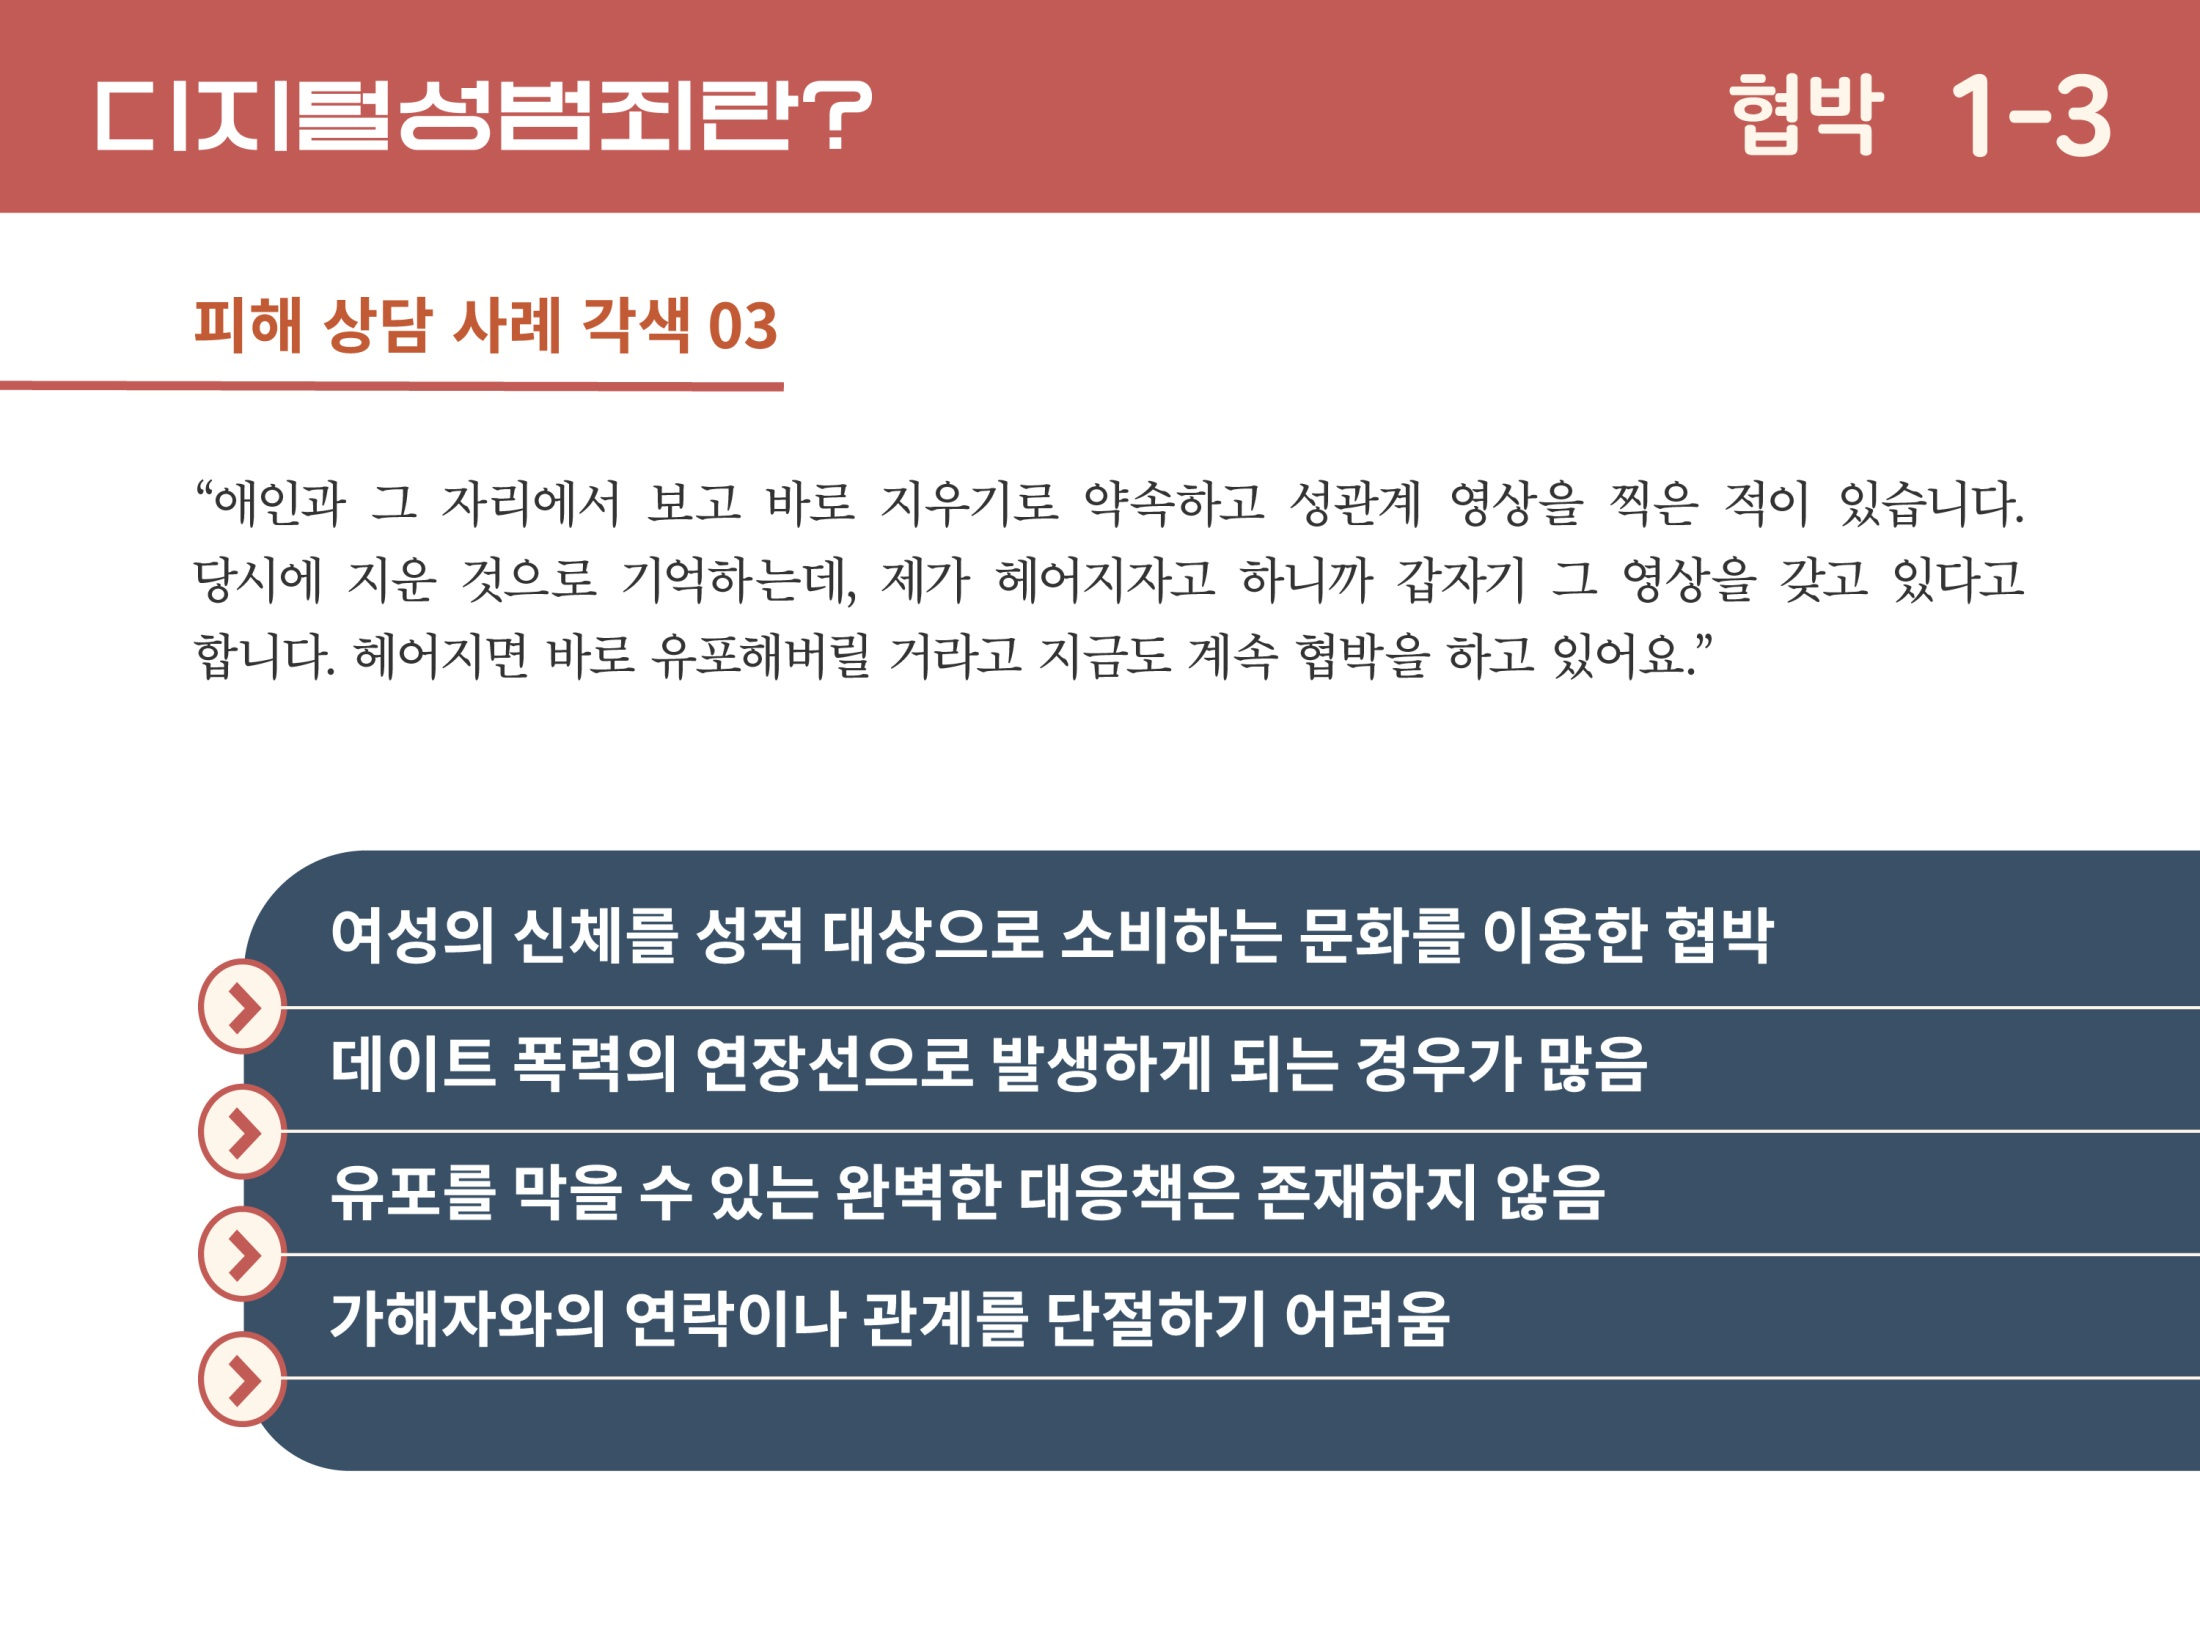 디지털성범죄란?
협박 1-3
피해 상담 사례 각색 03
“애인과 그 자리에서 보고 바로 지우기로 약속하고 성관계 영상을 찍은 적이 있습니다.
당시에 지운 것으로 기억하는데, 제가 헤어지자고 하니까 갑자기 그 영상을 갖고 있다고
합니다. 헤어지면 바로 유포해버릴 거라고 지금도 계속 협박을 하고 있어요.”
여성의 신체를 성적 대상으로 소비하는 문화를 이용한 협박
데이트 폭력의 연장선으로 발생하게 되는 경우가 많음
유포를 막을 수 있는 완벽한 대응책은 존재하지 않음
가해자와의 연락이나 관계를 단절하기 어려움